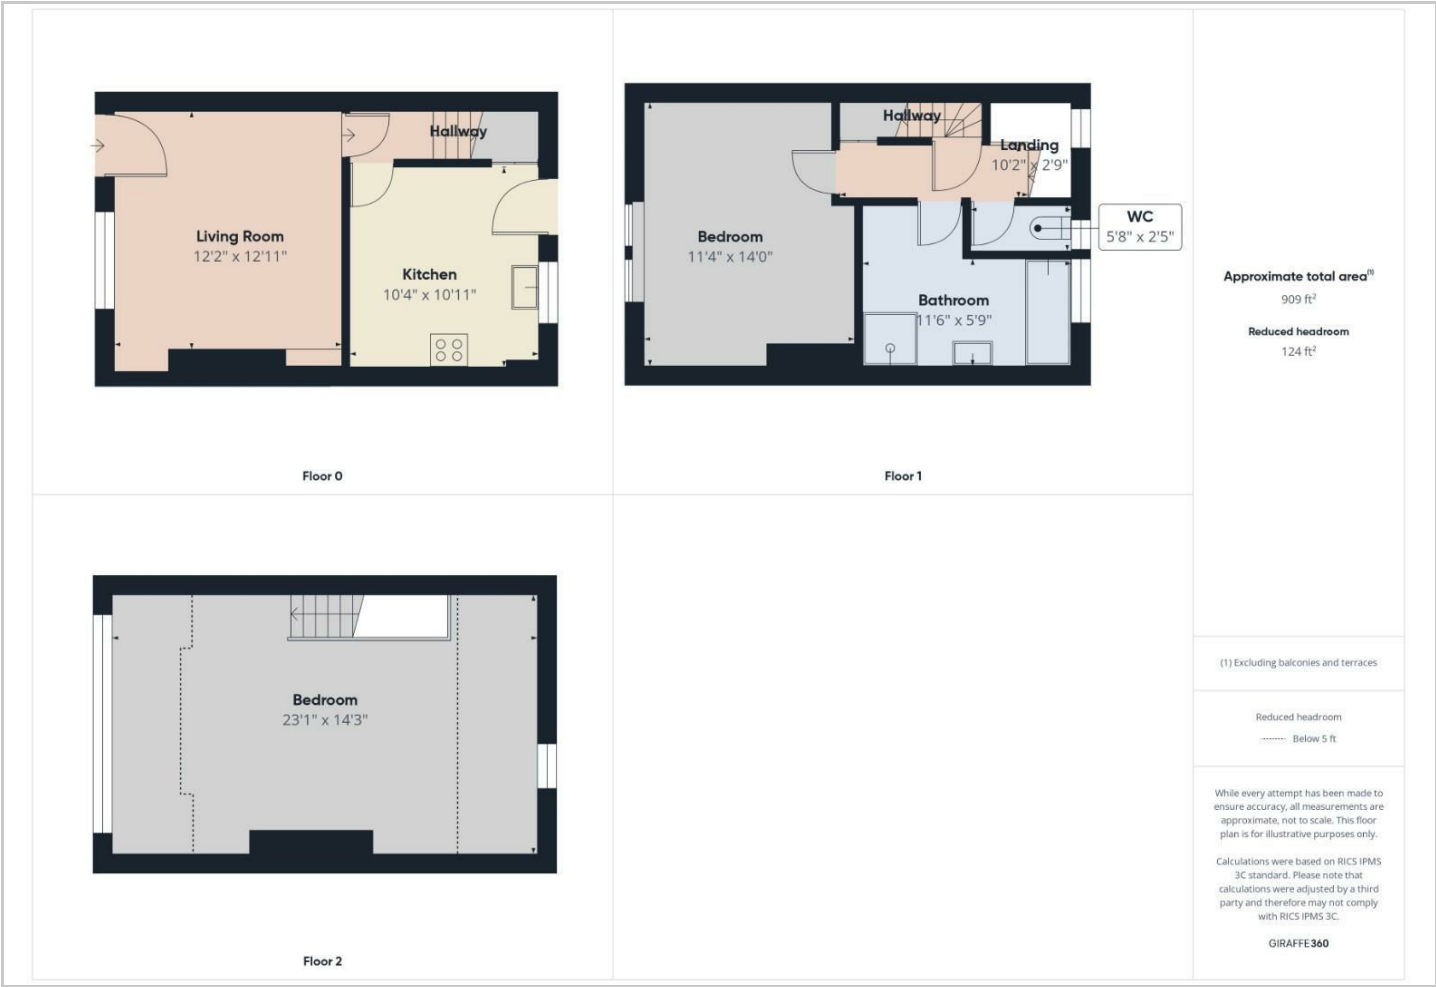 Hallway
Living Room
12'2" x 12'11"
Kitchen
10'4" x 10'11"
Floor 0
Hallway
Landing
10'2" x 2'9"
WC
5'8" x 2'5"
Bedroom
11'4" x 14'0"
Bathroom
11'6" x 5'9"
Floor 1
Bedroom
23'1" x 14'3"
Floor 2
Approximate total area(1)
909 ft²
Reduced headroom
124 ft²
(1) Excluding balconies and terraces
Reduced headroom
Below 5 ft
While every attempt has been made to
ensure accuracy, all measurements are
approximate, not to scale. This floor
plan is for illustrative purposes only.
Calculations were based on RICS IPMS
3C standard. Please note that
calculations were adjusted by a third
party and therefore may not comply
with RICS IPMS 3C.
GIRAFFE360